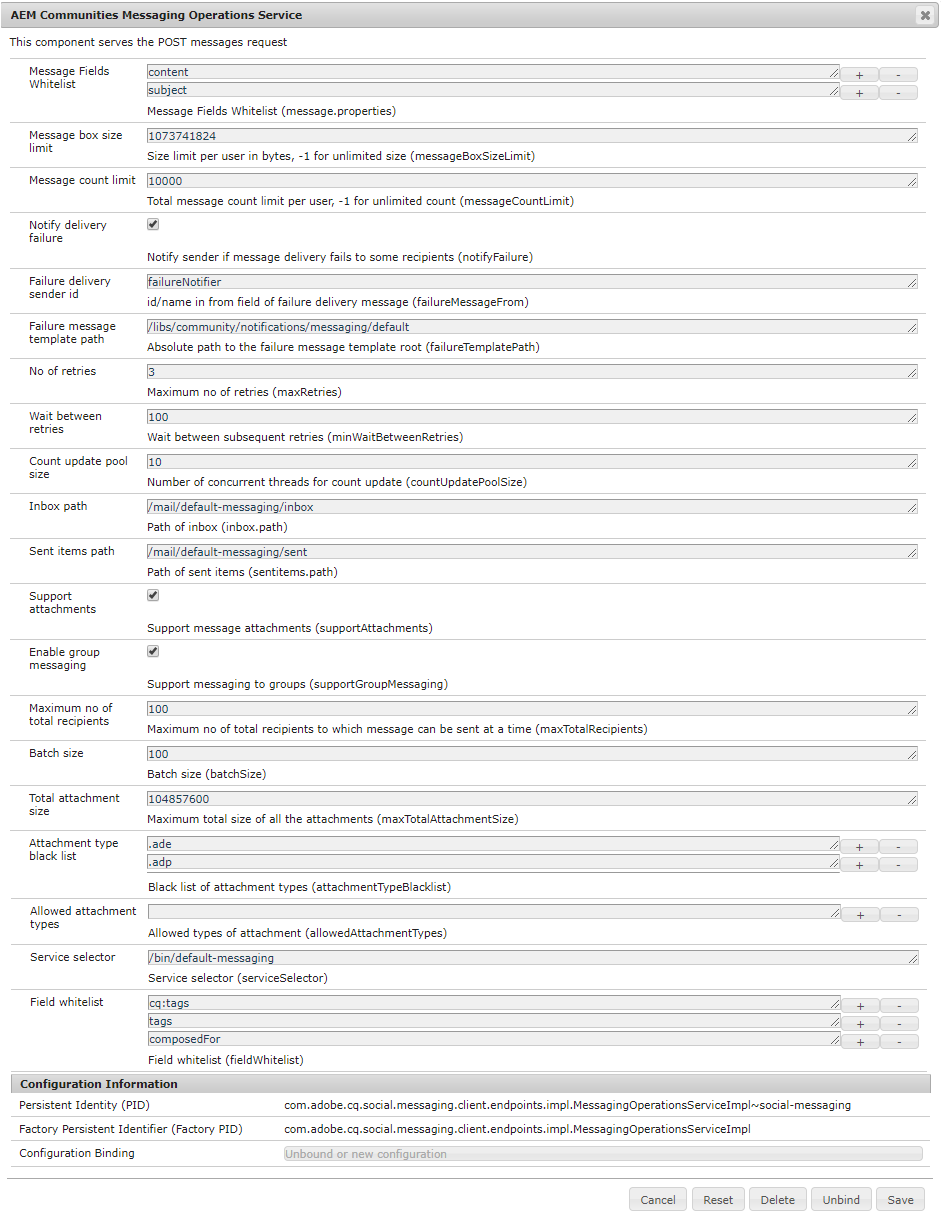 AEM Communities Messaging Operations Service
This component serves the POST messages request
Message Fields
Whitelist
content
+ -
subject
+ -
Message Fields Whitelist (message.properties)
Message box size
limit
1073741824
Size limit per user in bytes, -1 for unlimited size (messageBoxSizeLimit)
Message count limit
10000
Total message count limit per user, -1 for unlimited count (messageCountLimit)
Notify delivery
failure
Notify sender if message delivery fails to some recipients (notifyFailure)
Failure delivery
sender id
failureNotifier
id/name in from field of failure delivery message (failureMessageFrom)
Failure message
template path
/libs/community/notifications/messaging/default
Absolute path to the failure message template root (failureTemplatePath)
No of retries
3
Maximum no of retries (maxRetries)
Wait between
retries
100
Wait between subsequent retries (minWaitBetweenRetries)
Count update pool
size
10
Number of concurrent threads for count update (countUpdatePoolSize)
Inbox path
/mail/default-messaging/inbox
Path of inbox (inbox.path)
Sent items path
/mail/default-messaging/sent
Path of sent items (sentitems.path)
Support
attachments
Support message attachments (supportAttachments)
Enable group
messaging
Support messaging to groups (supportGroupMessaging)
Maximum no of
total recipients
100
Maximum no of total recipients to which message can be sent at a time (maxTotalRecipients)
Batch size
100
Batch size (batchSize)
Total attachment
size
104857600
Maximum total size of all the attachments (maxTotalAttachmentSize)
Attachment type
black list
.ade
+ -
.adp
+ -
Black list of attachment types (attachmentTypeBlacklist)
Allowed attachment
types
+ -
Allowed types of attachment (allowedAttachmentTypes)
Service selector
/bin/default-messaging
Service selector (serviceSelector)
Field whitelist
cq:tags
+ -
tags
+ -
composedFor
+ -
Field whitelist (fieldWhitelist)
Configuration Information
Persistent Identity (PID)
com.adobe.cq.social.messaging.client.endpoints.impl.MessagingOperationsServiceImpl~social-messaging
Factory Persistent Identifier (Factory PID)
com.adobe.cq.social.messaging.client.endpoints.impl.MessagingOperationsServiceImpl
Configuration Binding
Unbound or new configuration
Cancel Reset Delete Unbind Save